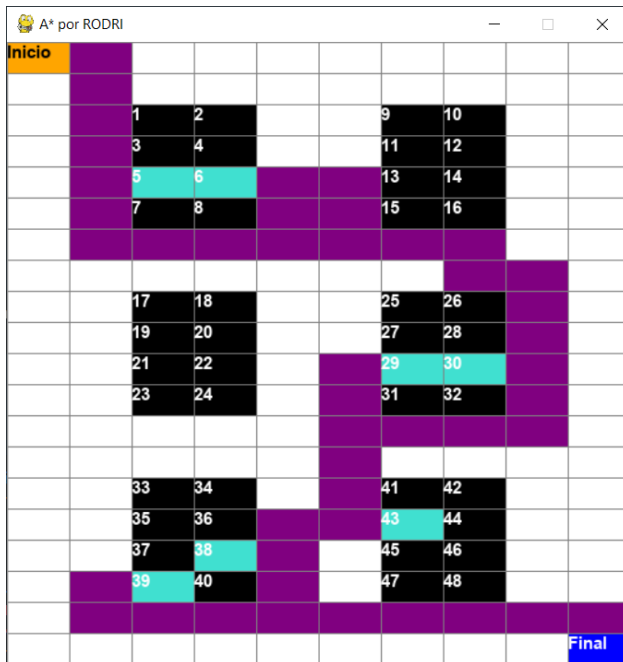 A* por RODRI
Inicio
1 2 9 10
3 4 11 12
5 6 13 14
7 8 15 16
17 18 25 26
19 20 27 28
21 22 29 30
23 24 31 32
33 34 41 42
35 36 43 44
37 38 45 46
39 40 47 48
Final